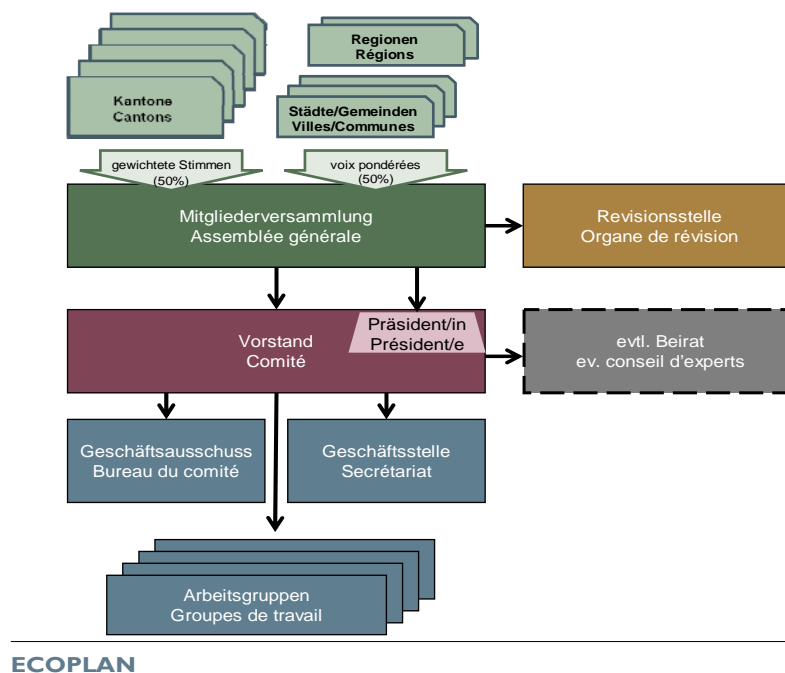 Regionen
Régions
Kantone
Cantons
Städte/Gemeinden
Villes/Communes
gewichtete Stimmen
(50%)
voix pondérées
(50%)
Mitgliederversammlung
Assemblée générale
Revisionsstelle
Organe de révision
Präsident/in
Président/e
Vorstand
Comité
evtl. Beirat
ev. conseil d'experts
Geschäftsausschuss
Bureau du comité
Geschäftsstelle
Secrétariat
Arbeitsgruppen
Groupes de travail
ECOPLAN